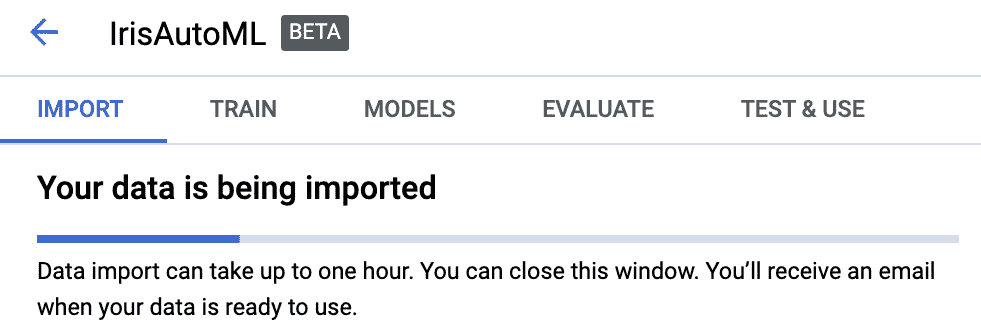 IrisAutoML BETA
IMPORT TRAIN MODELS EVALUATE TEST & USE
Your data is being imported
Data import can take up to one hour. You can close this window. You’ll receive an email
when your data is ready to use.